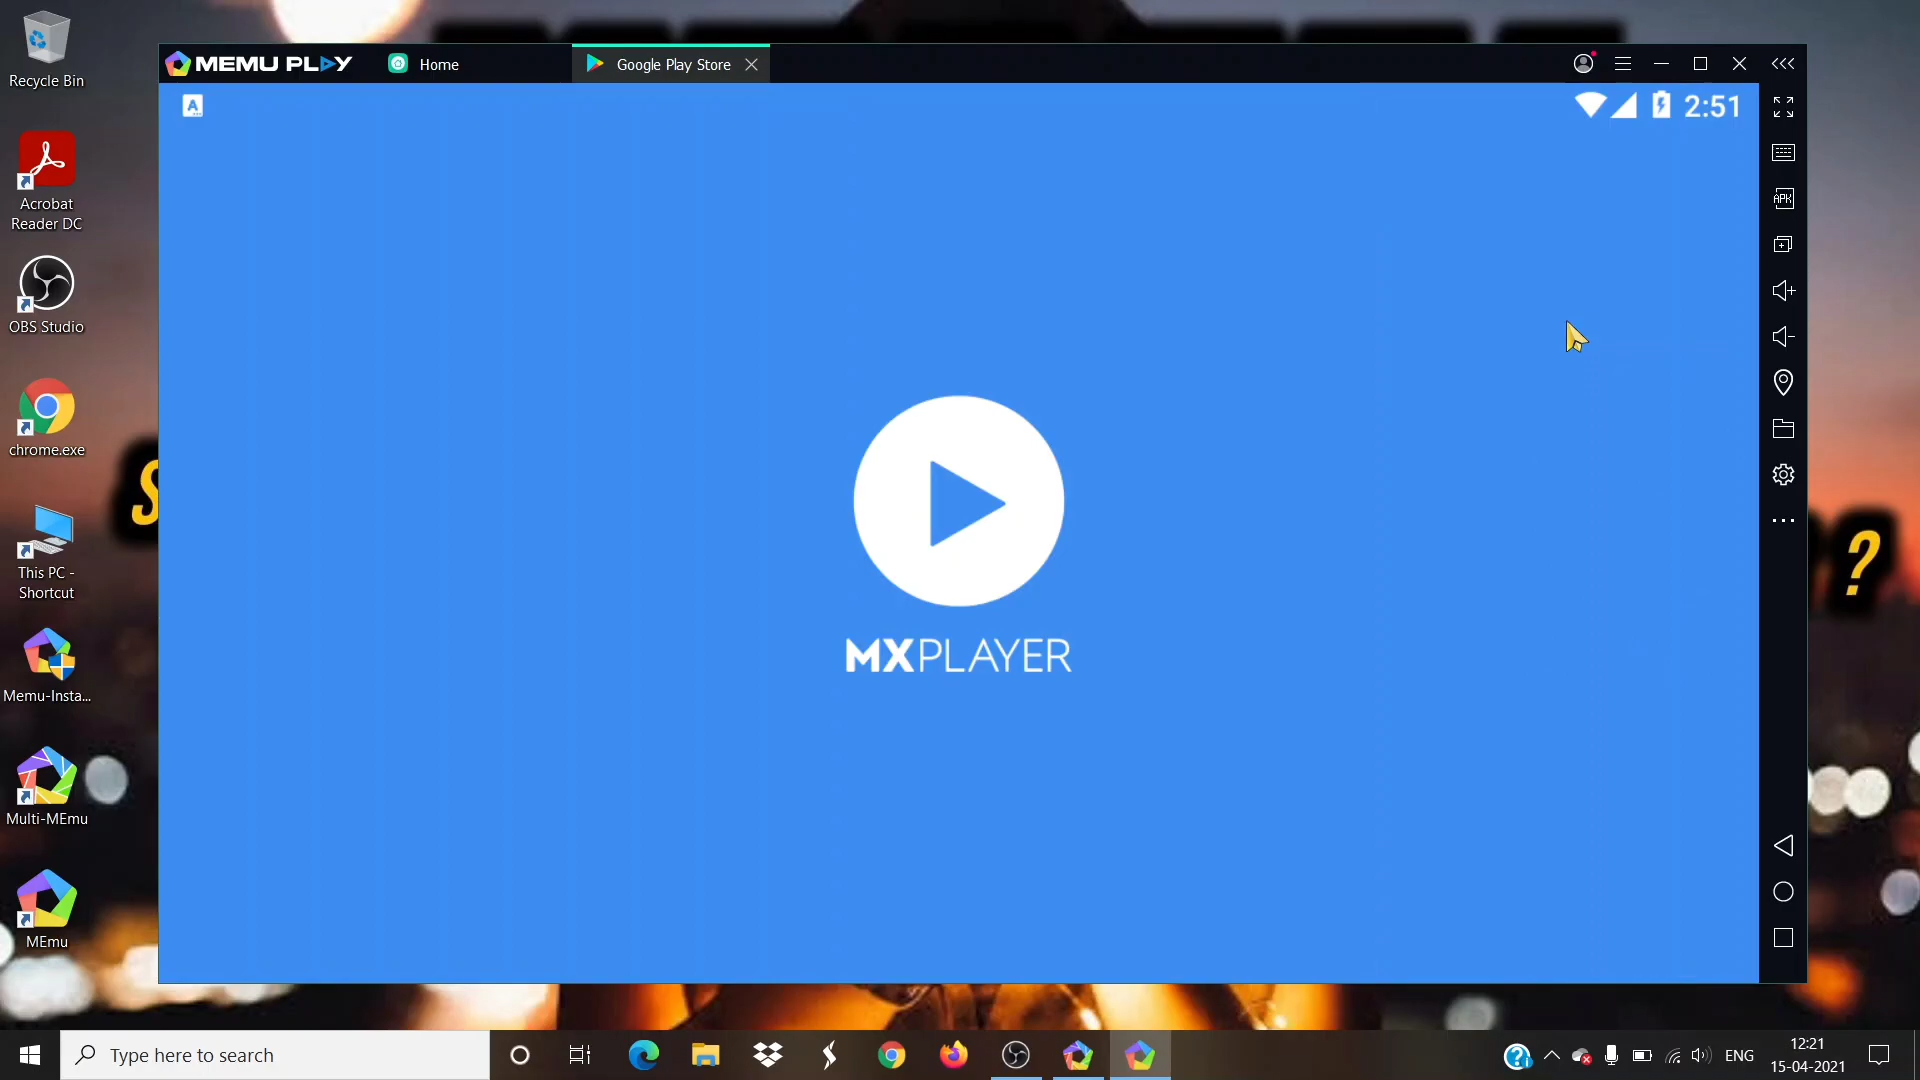 Recycle Bin
Acrobat
Reader DC
OBS Studio
chrome.exe
This PC -
Shortcut
Memu-Insta...
Multi-MEmu
MEmu
MEMU PLAY
Home
Google Play Store
A
2:51
APK
MXPLAYER
S
?
Type here to search
ENG
12:21
15-04-2021